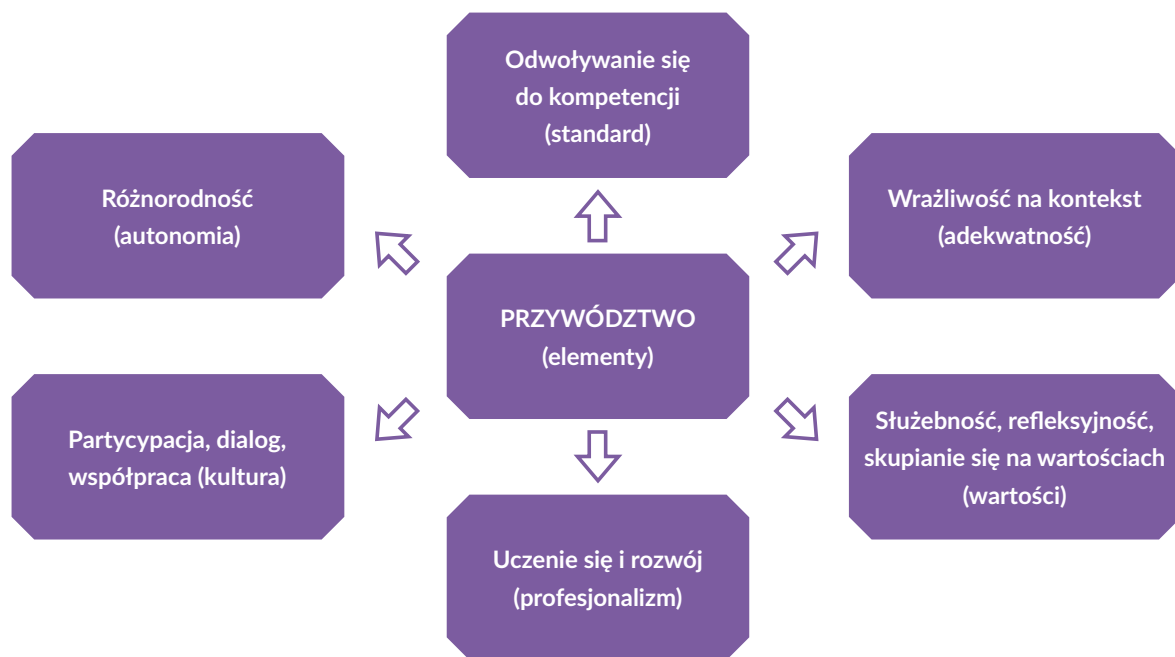 Odwoływanie się
do kompetencji
(standard)
Różnorodność
(autonomia)
Wrażliwość na kontekst
(adekwatność)
PRZYWÓDZTWO
(elementy)
Partycypacja, dialog,
współpraca (kultura)
Służebność, refleksyjność,
skupianie się na wartościach
(wartości)
Uczenie się i rozwój
(profesjonalizm)